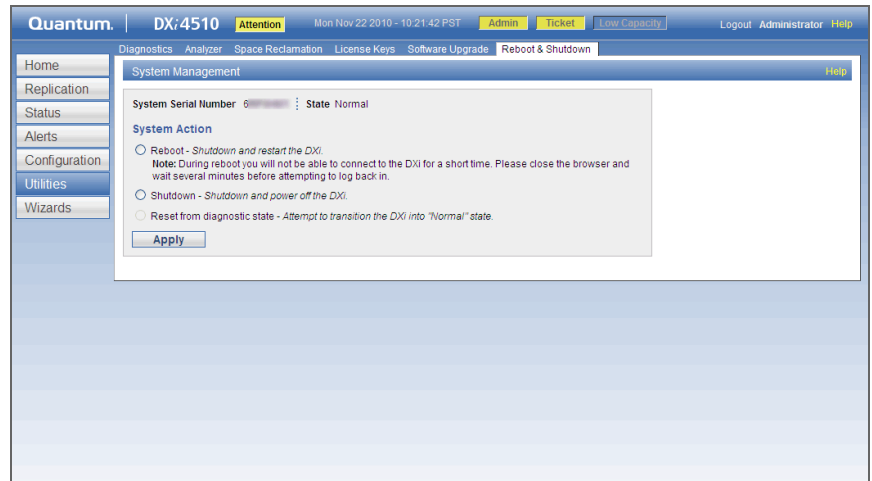 Quantum. DXi4510 Attention Mon Nov 22 2010 - 10:21:42 PST Admin Ticket Low Capacity Logout Administrator Help
Diagnostics Analyzer Space Reclamation License Keys Software Upgrade Reboot & Shutdown
Home
Replication
Status
Alerts
Configuration
Utilities
Wizards
System Management Help
System Serial Number 6 State Normal
System Action
Reboot - Shutdown and restart the DXi.
Note: During reboot you will not be able to connect to the DXi for a short time. Please close the browser and
wait several minutes before attempting to log back in.
Shutdown - Shutdown and power off the DXi.
Reset from diagnostic state - Attempt to transition the DXi into "Normal" state.
Apply